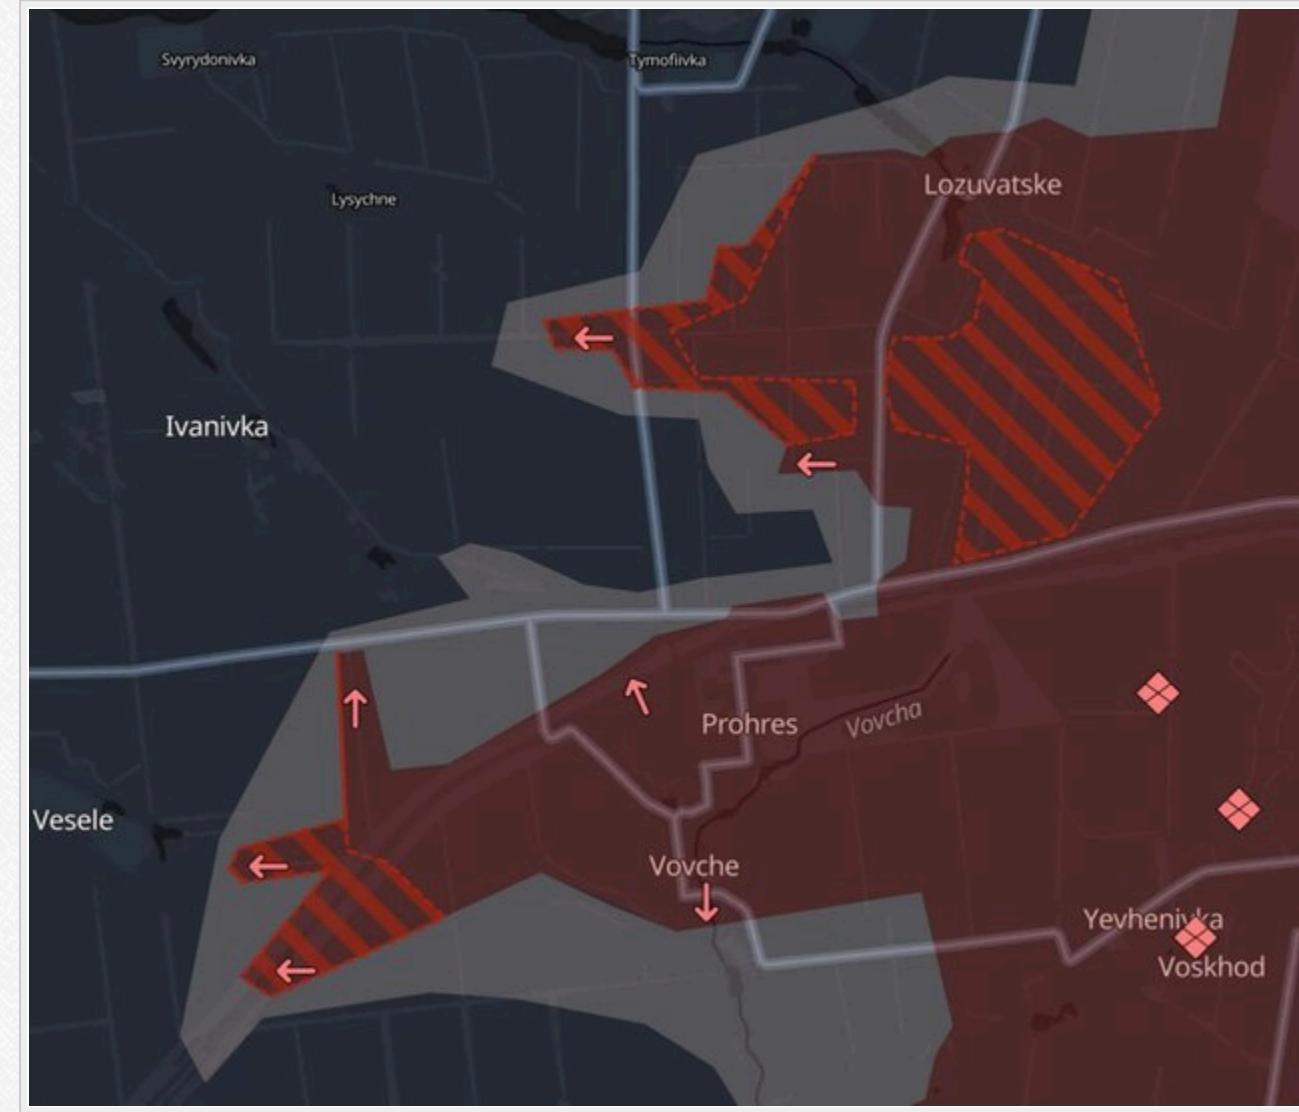 Svyrydonivka
Tymofiivka
Lozuvatske
Lysychne
Ivanivka
Prohres
Vovcha
Vesele
Vovche
Yevhenivka
Voskhod